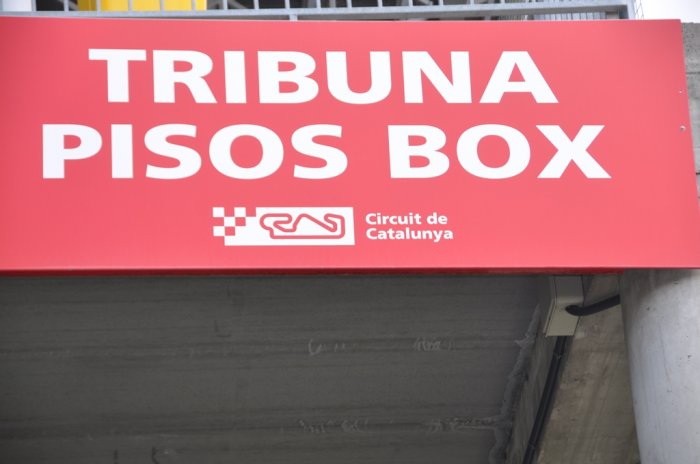 TRIBUNA
PISOS BOX
Circuit de
Catalunya